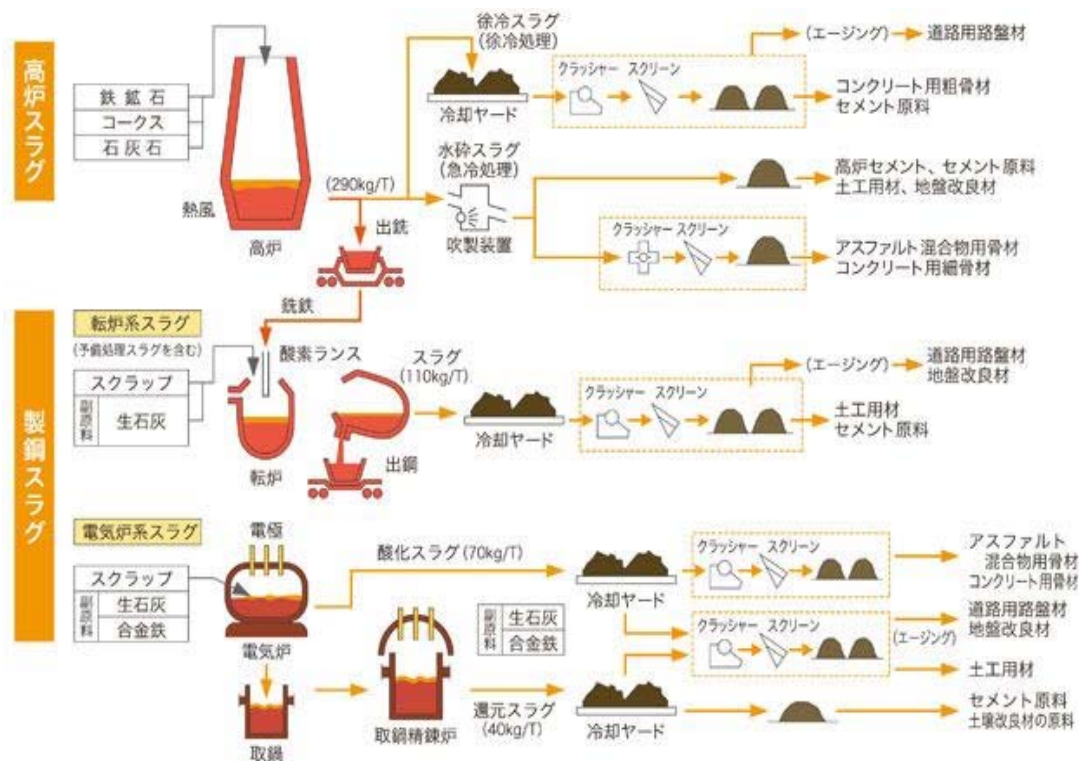 高炉スラグ
鉄鉱石
コークス
石灰石
熱風
高炉
(290kg/T)
出銑
徐冷スラグ
(徐冷処理)
冷却ヤード
クラッシャー スクリーン
(エージング)
道路用路盤材
コンクリート用粗骨材
セメント原料
水砕スラグ
(急冷処理)
吹製装置
高炉セメント、セメント原料
土工用材、地盤改良材
クラッシャー スクリーン
アスファルト混合物用骨材
コンクリート用細骨材
製鋼スラグ
銑鉄
転炉系スラグ
(予備処理スラグを含む)
スクラップ
副原料
生石灰
酸素ランス
転炉
出鋼
スラグ
(110kg/T)
冷却ヤード
クラッシャー スクリーン
(エージング)
道路用路盤材
地盤改良材
土工用材
セメント原料
電気炉系スラグ
スクラップ
副原料
生石灰
合金鉄
電極
電気炉
取鍋
酸化スラグ(70kg/T)
冷却ヤード
クラッシャー スクリーン
アスファルト
混合物用骨材
コンクリート用骨材
副原料
生石灰
合金鉄
取鍋精錬炉
還元スラグ
(40kg/T)
冷却ヤード
クラッシャー スクリーン
(エージング)
道路用路盤材
地盤改良材
土工用材
セメント原料
土壌改良材の原料